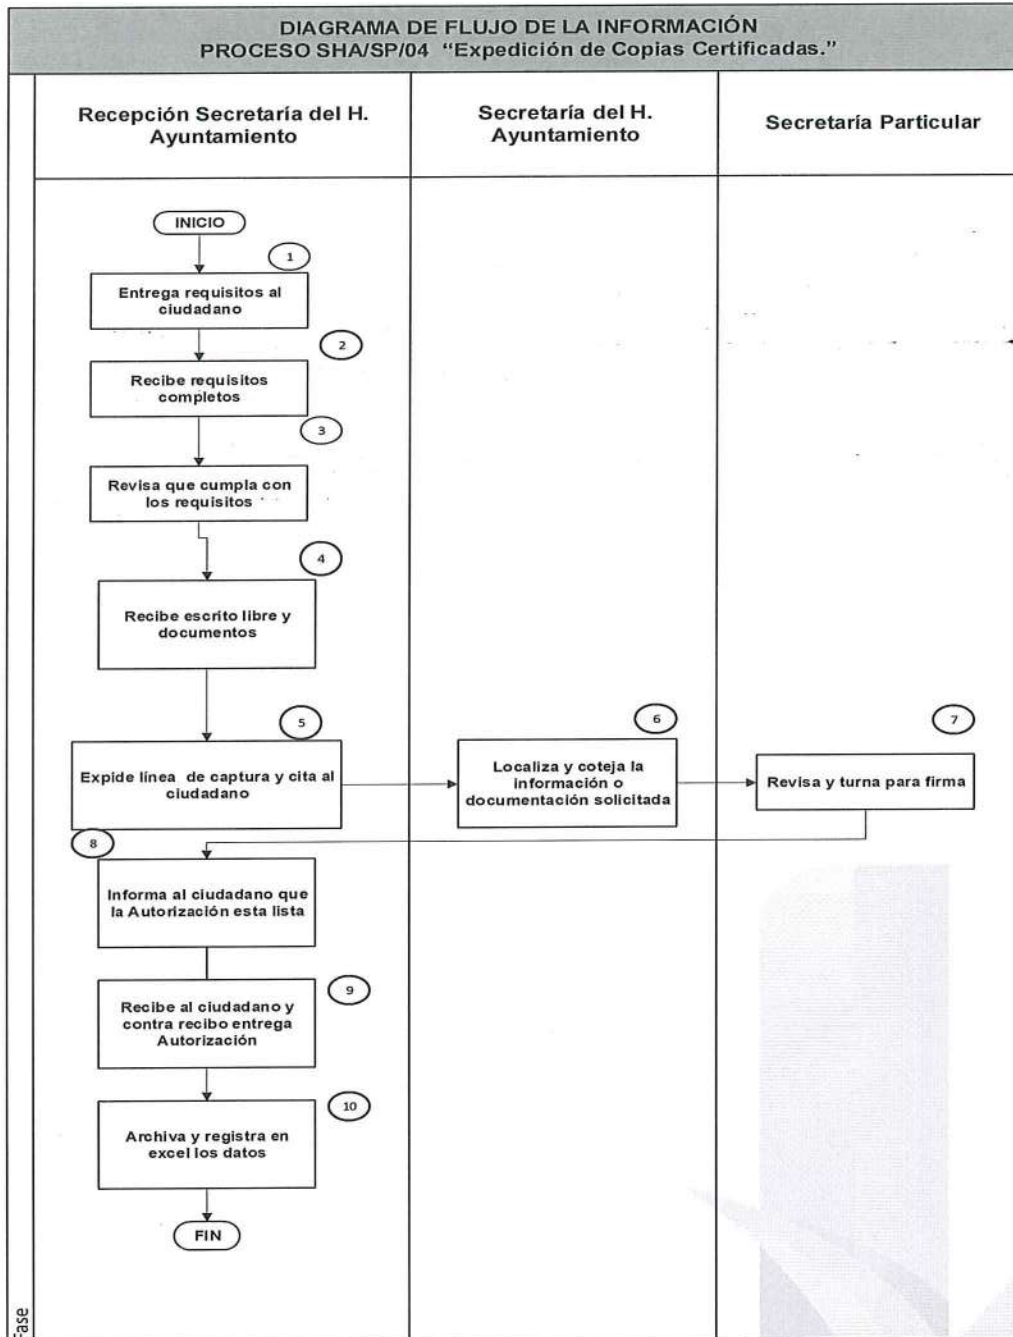 DIAGRAMA DE FLUJO DE LA INFORMACIÓN
PROCESO SHA/SP/04 “Expedición de Copias Certificadas.”
Recepción Secretaría del H.
Ayuntamiento
Secretaría del H.
Ayuntamiento
Secretaría Particular
INICIO
1
Entrega requisitos al
ciudadano
2
Recibe requisitos
completos
3
Revisa que cumpla con
los requisitos
4
Recibe escrito libre y
documentos
5
Expide línea de captura y cita al
ciudadano
6
Localiza y coteja la
información o
documentación solicitada
7
Revisa y turna para firma
8
Informa al ciudadano que
la Autorización esta lista
9
Recibe al ciudadano y
contra recibo entrega
Autorización
10
Archiva y registra en
excel los datos
FIN
Fase